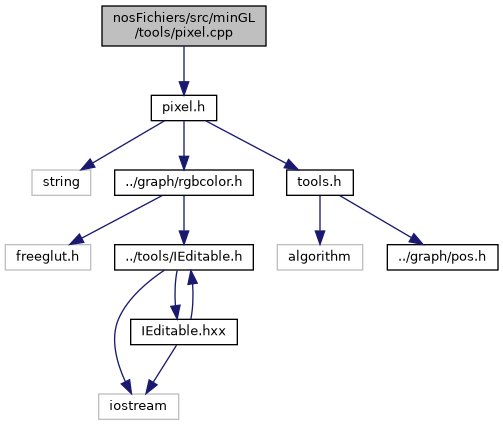 nosFichiers/src/minGL
/tools/pixel.cpp
pixel.h
string
../graph/rgbcolor.h
tools.h
freeglut.h
../tools/IEditable.h
algorithm
../graph/pos.h
IEditable.hxx
iostream